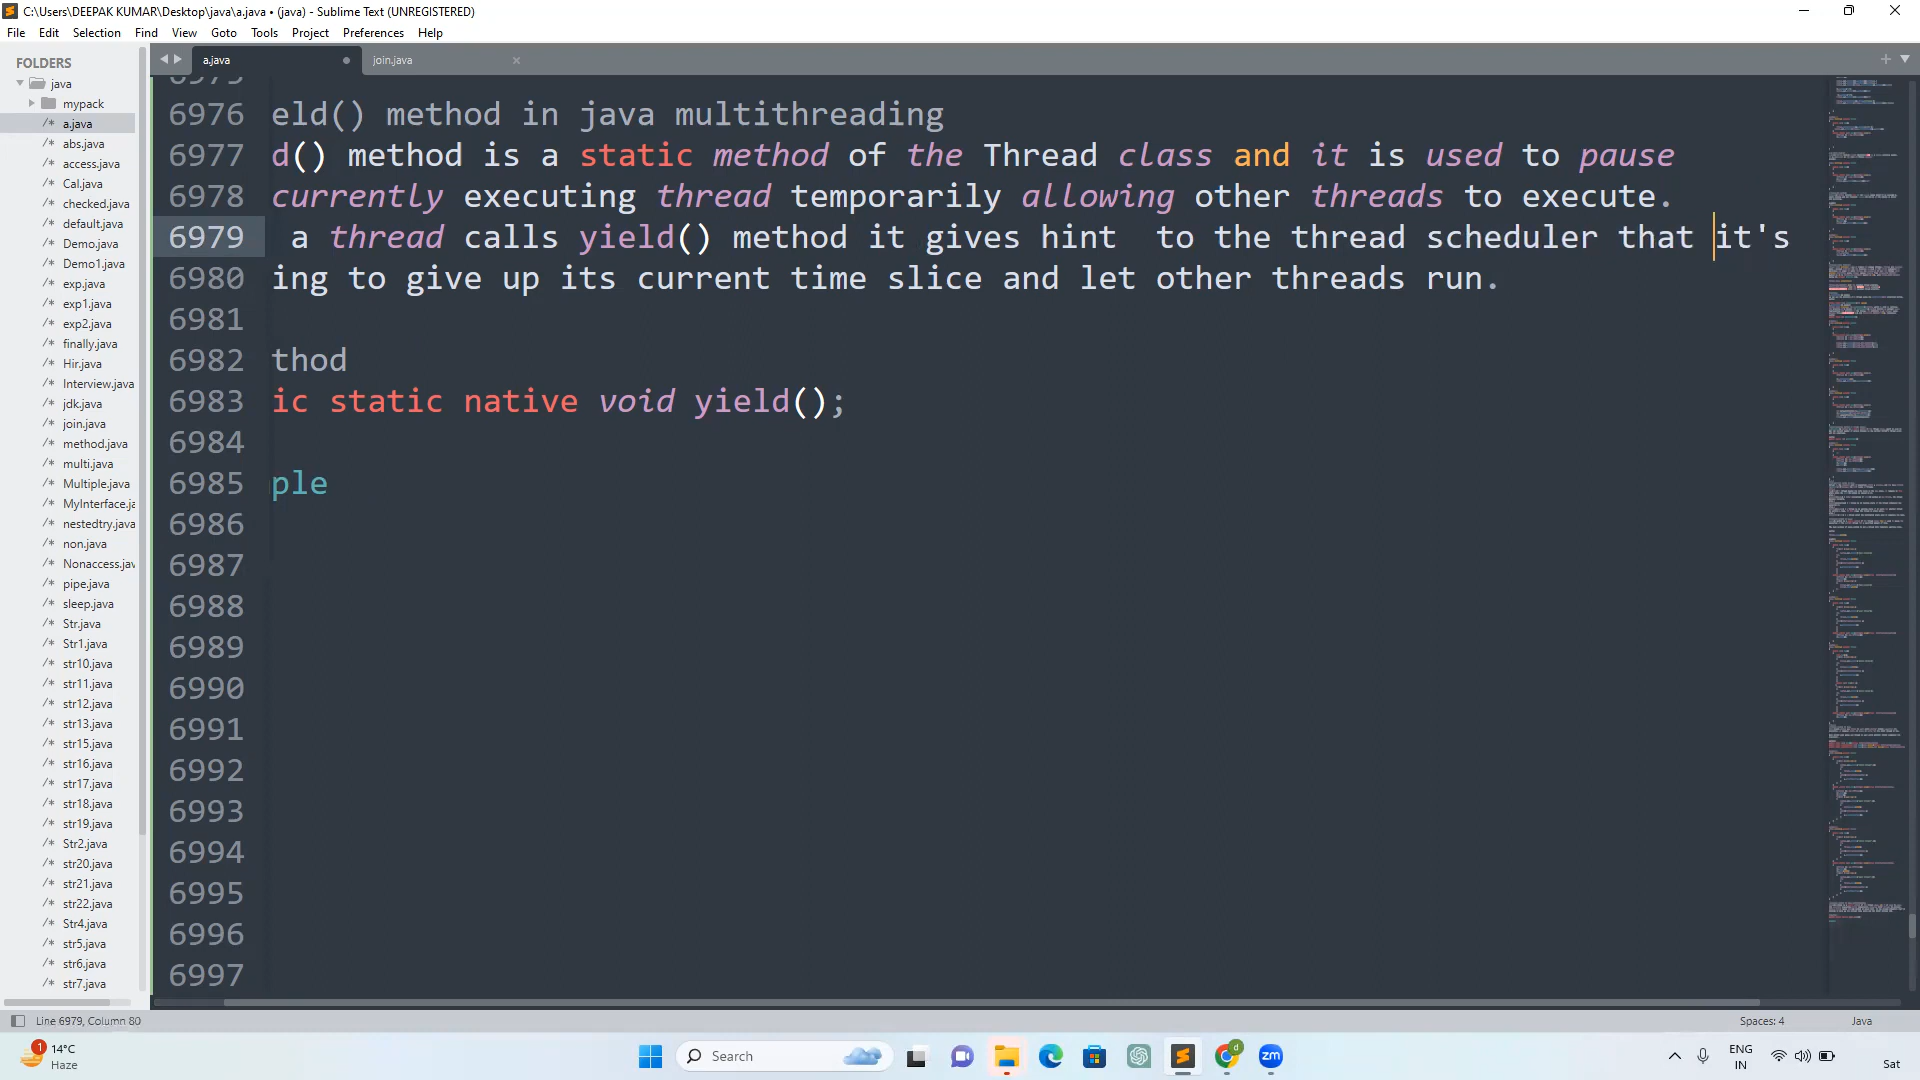 C:\Users\DEEPAK KUMAR\Desktop\java\a.java • (java) - Sublime Text (UNREGISTERED)
File Edit Selection Find View Goto Tools Project Preferences Help
FOLDERS
java
mypack
a.java
abs.java
access.java
Cal.java
checked.java
default.java
Demo.java
Demo1.java
exp.java
exp1.java
exp2.java
finally.java
Hir.java
Interview.java
jdk.java
join.java
method.java
multi.java
Multiple.java
MyInterface.ja
nestedtry.java
non.java
Nonaccess.jav
pipe.java
sleep.java
Str.java
Str1.java
str10.java
str11.java
str12.java
str13.java
str15.java
str16.java
str17.java
str18.java
str19.java
Str2.java
str20.java
str21.java
str22.java
Str4.java
str5.java
str6.java
str7.java
a.java join.java
6975
6976 eld() method in java multithreading
6977 d() method is a static method of the Thread class and it is used to pause
6978 currently executing thread temporarily allowing other threads to execute.
6979 a thread calls yield() method it gives hint  to the thread scheduler that it's
6980 ing to give up its current time slice and let other threads run.
6981
6982 thod
6983 ic static native void yield();
6984
6985 ple
6986
6987
6988
6989
6990
6991
6992
6993
6994
6995
6996
6997
Line 6979, Column 80 Spaces: 4 Java
1 14°C
Haze
Search
d
zm
ENG
IN
Sat